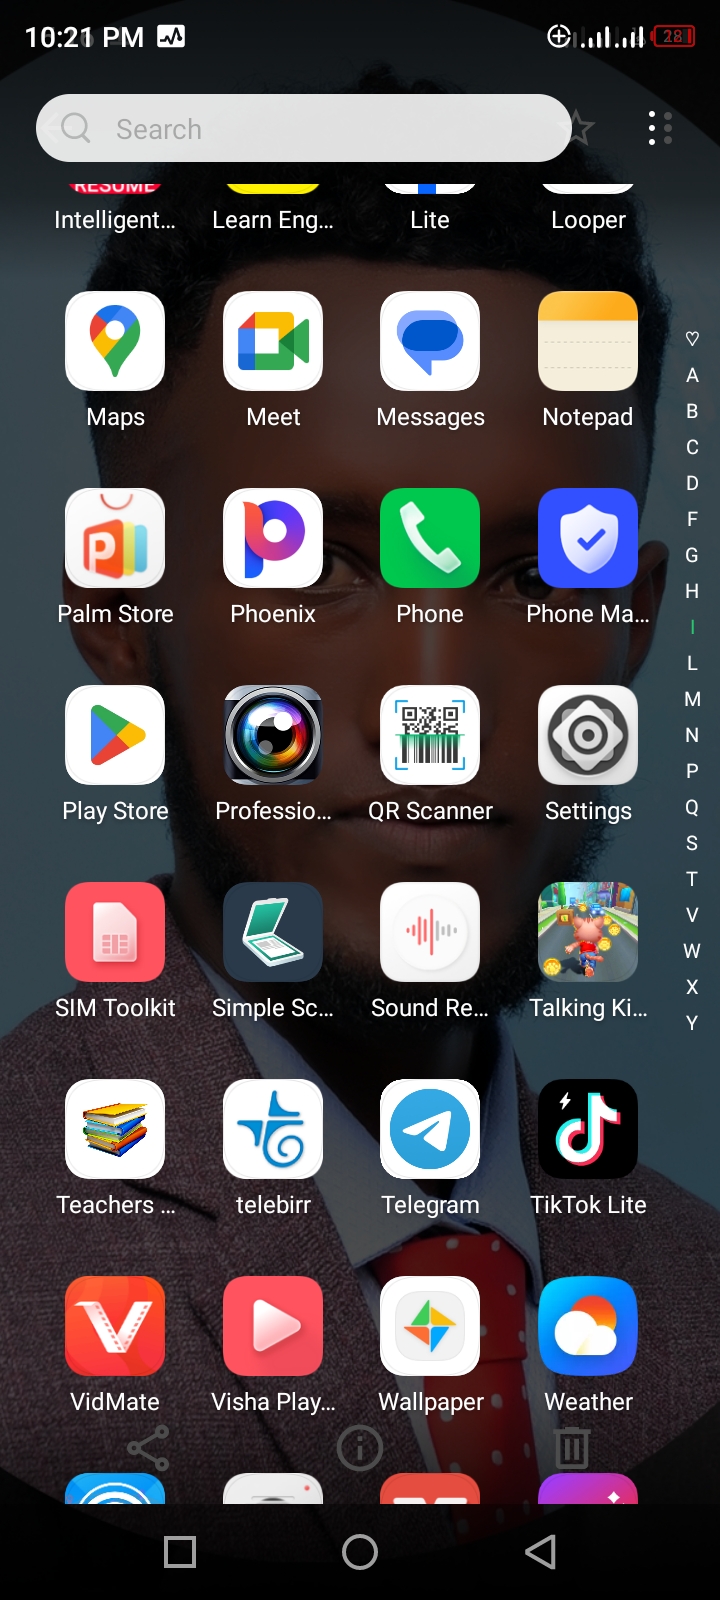 10:21 PM
28
Search
RESUME
Intelligent... Learn Eng... Lite Looper
Maps Meet Messages Notepad
Palm Store Phoenix Phone Phone Ma...
Play Store Professio... QR Scanner Settings
SIM Toolkit Simple Sc... Sound Re... Talking Ki...
Teachers ... telebirr Telegram TikTok Lite
VidMate Visha Play... Wallpaper Weather
A
B
C
D
F
G
H
I
L
M
N
P
Q
S
T
V
W
X
Y